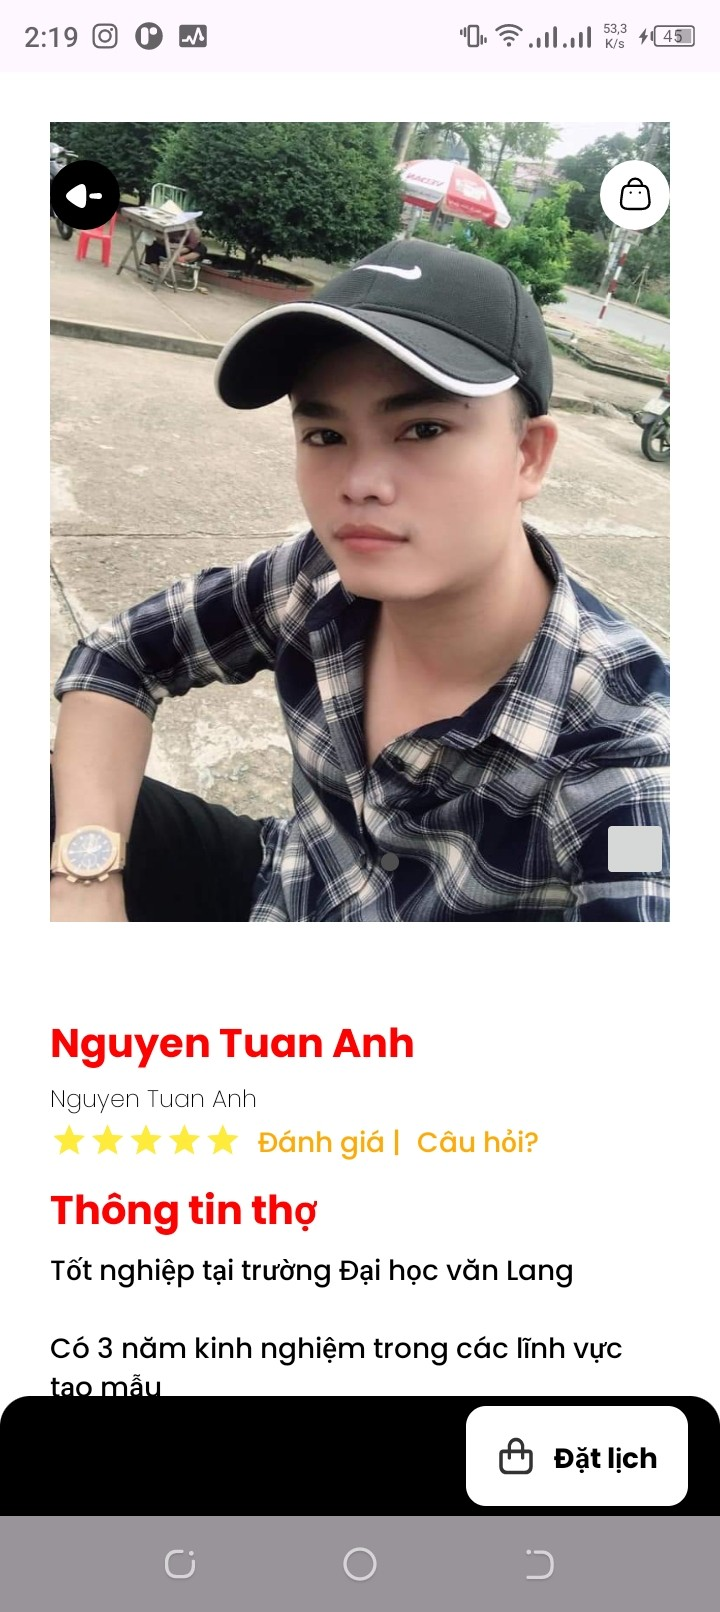 2:19
53,3
K/s
45
Nguyen Tuan Anh
Nguyen Tuan Anh
Đánh giá | Câu hỏi?
Thông tin thợ
Tốt nghiệp tại trường Đại học văn Lang
Có 3 năm kinh nghiệm trong các lĩnh vực
tạo mẫu
Đặt lịch